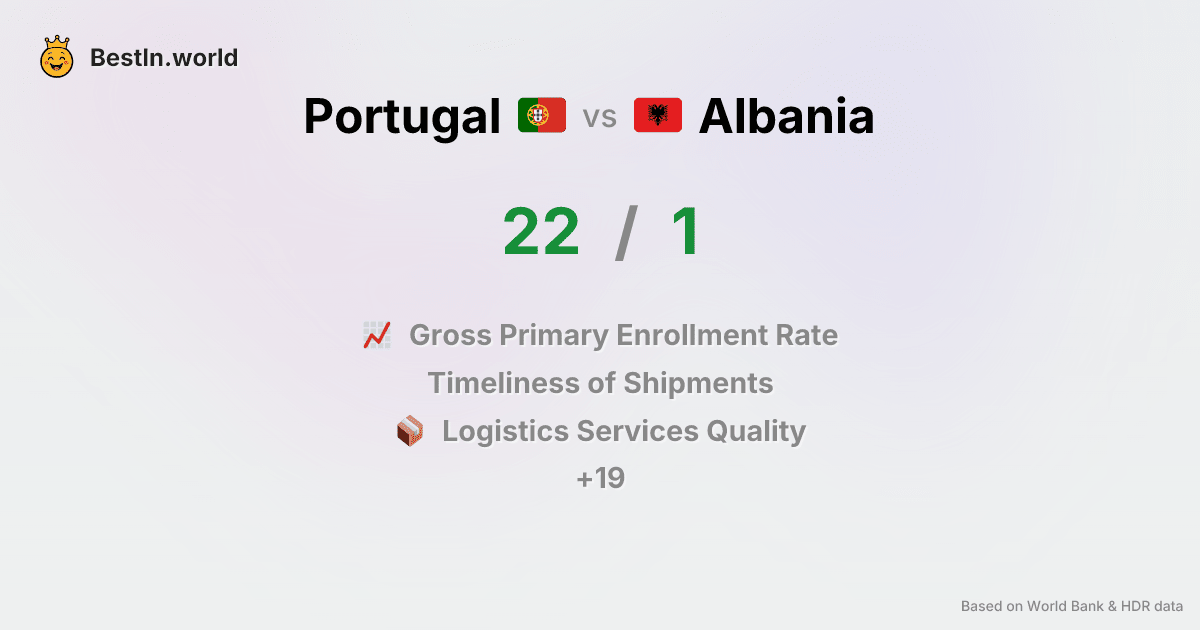 BestIn.world
Portugal vs Albania
22 / 1
Gross Primary Enrollment Rate
Timeliness of Shipments
Logistics Services Quality
+19
Based on World Bank & HDR data